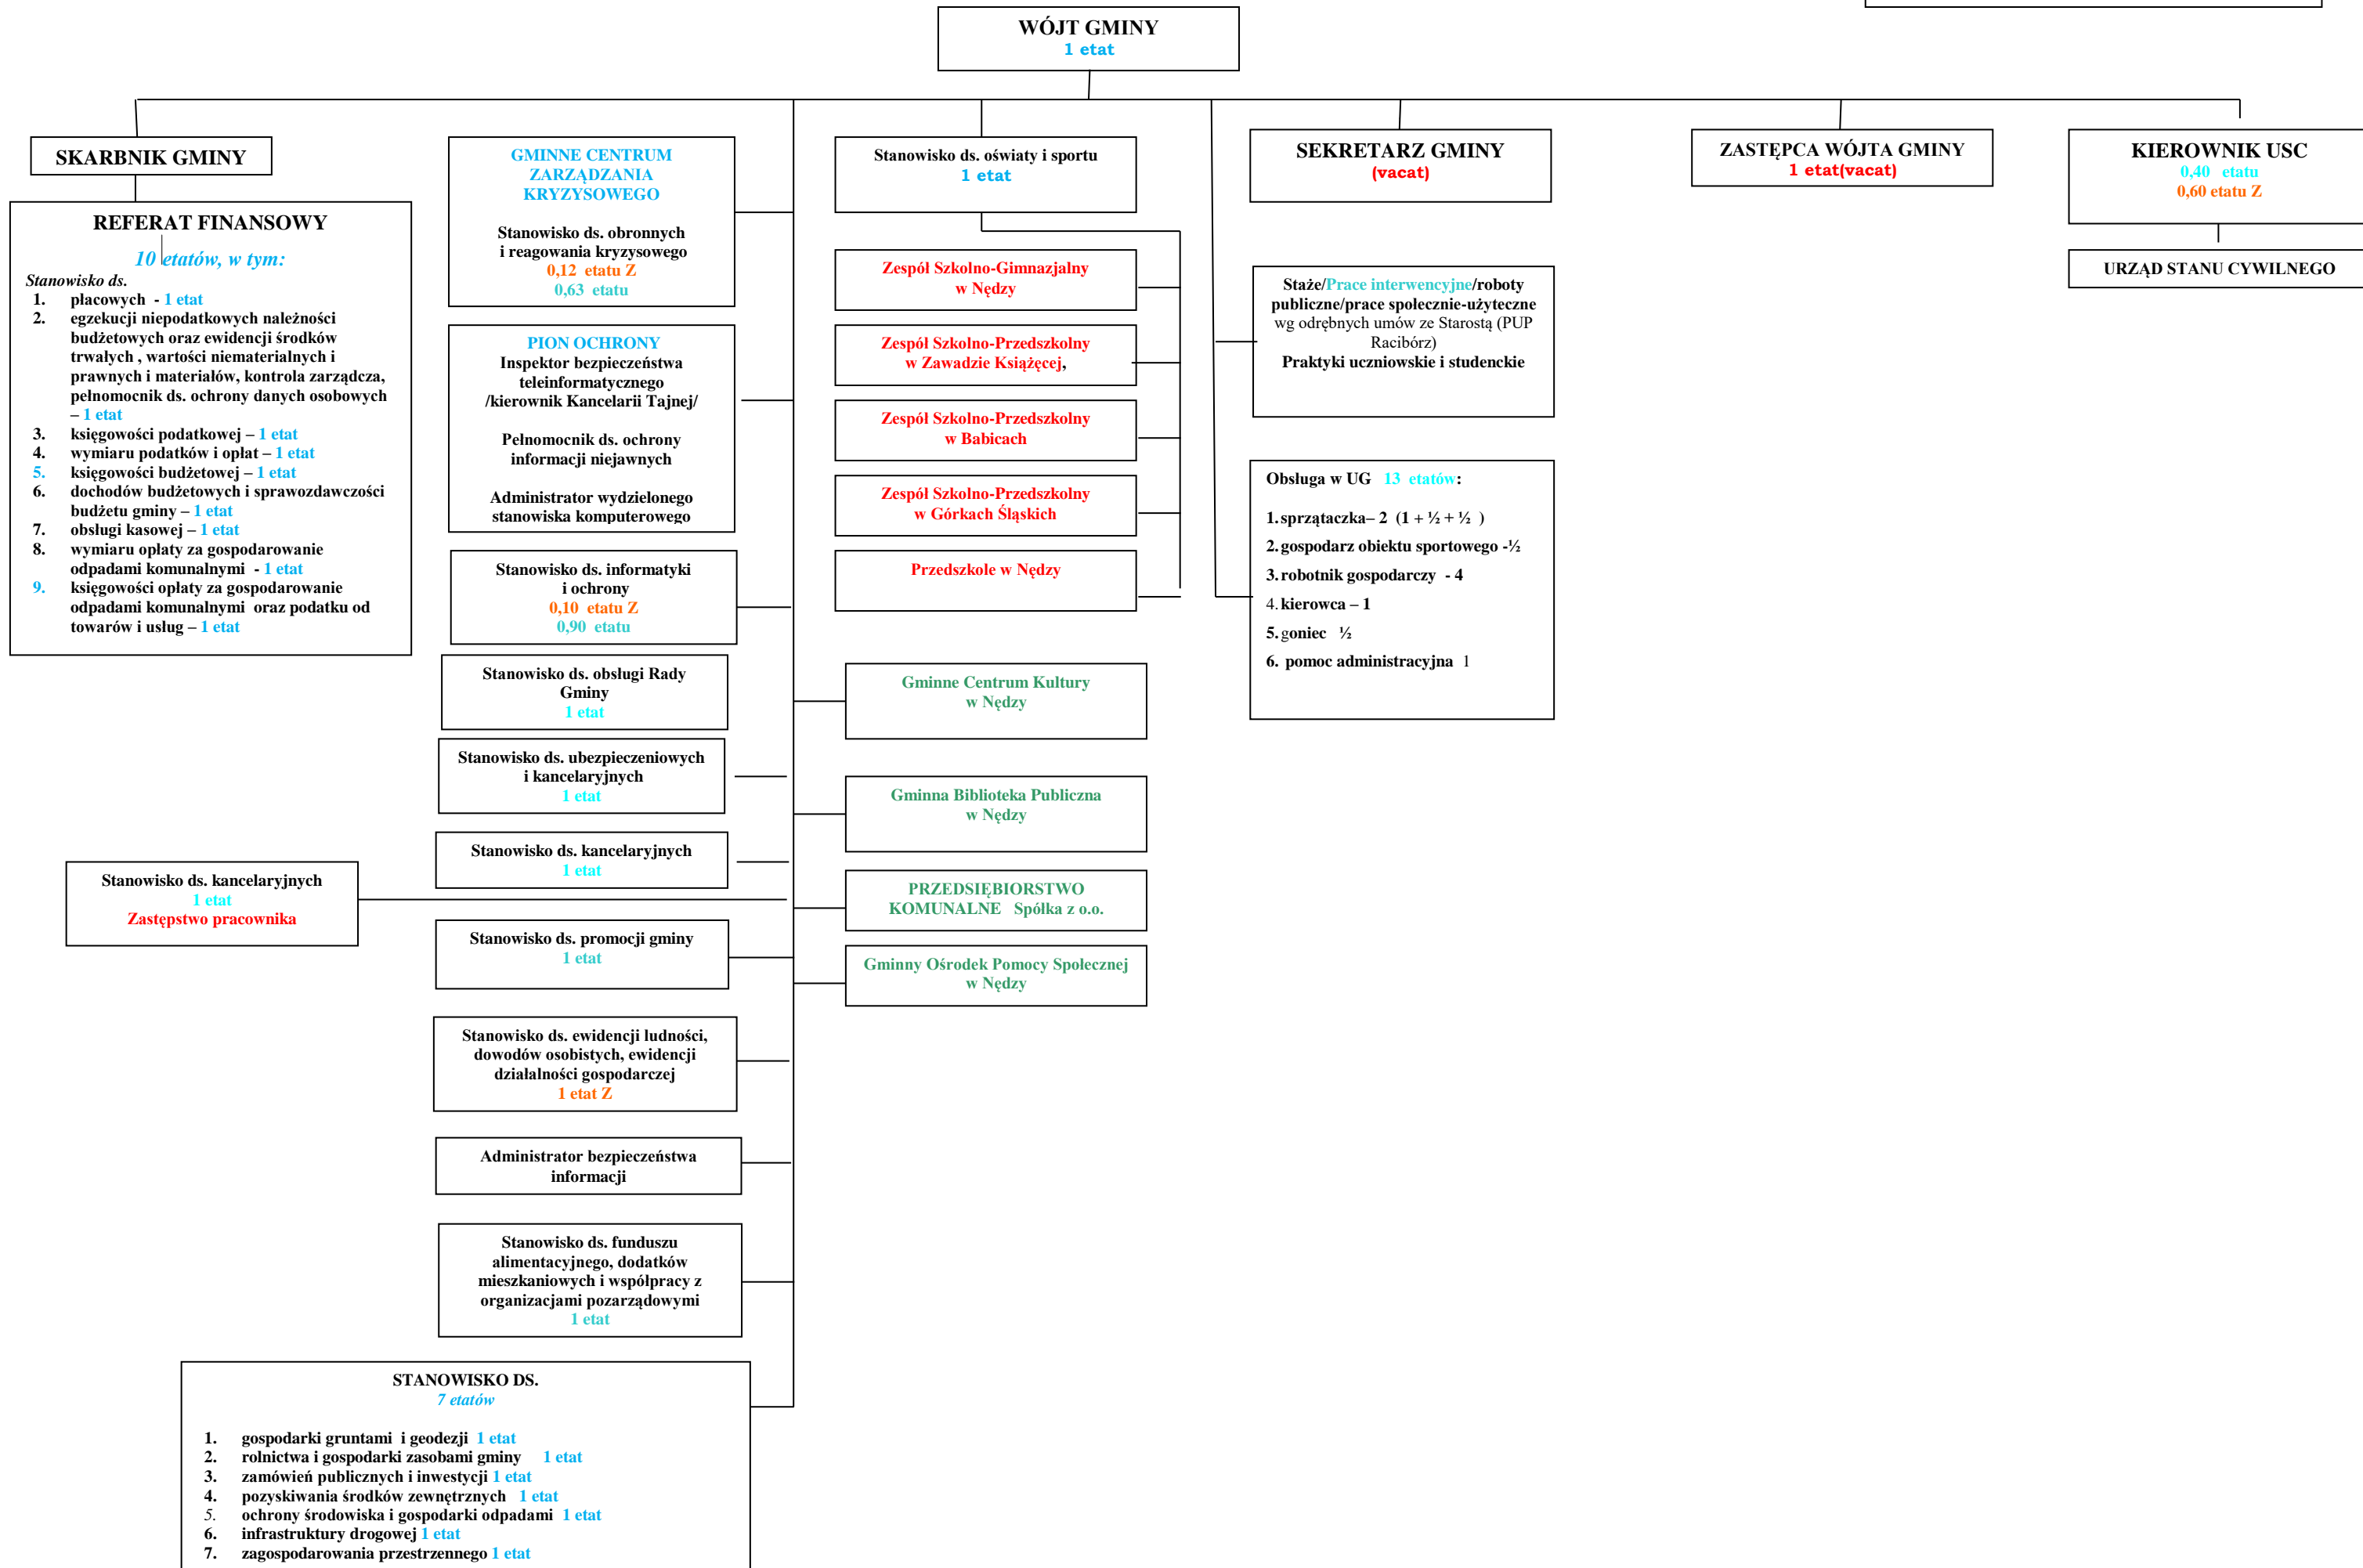 WÓJT GMINY
1 etat
SKARBNIK GMINY
REFERAT FINANSOWY
10 etatów, w tym:
Stanowisko ds.
1. płacowych - 1 etat
2. egzekucji niepodatkowych należności
budżetowych oraz ewidencji środków
trwałych , wartości niematerialnych i
prawnych i materiałów, kontrola zarządcza,
pełnomocnik ds. ochrony danych osobowych
– 1 etat
3. księgowości podatkowej – 1 etat
4. wymiaru podatków i opłat – 1 etat
5. księgowości budżetowej – 1 etat
6. dochodów budżetowych i sprawozdawczości
budżetu gminy – 1 etat
7. obsługi kasowej – 1 etat
8. wymiaru opłaty za gospodarowanie
odpadami komunalnymi - 1 etat
9. księgowości opłaty za gospodarowanie
odpadami komunalnymi oraz podatku od
towarów i usług – 1 etat
GMINNE CENTRUM
ZARZĄDZANIA
KRYZYSOWEGO
Stanowisko ds. obronnych
i reagowania kryzysowego
0,12 etatu Z
0,63 etatu
PION OCHRONY
Inspektor bezpieczeństwa
teleinformatycznego
/kierownik Kancelarii Tajnej/
Pełnomocnik ds. ochrony
informacji niejawnych
Administrator wydzielonego
stanowiska komputerowego
Stanowisko ds. informatyki
i ochrony
0,10 etatu Z
0,90 etatu
Stanowisko ds. obsługi Rady
Gminy
1 etat
Stanowisko ds. ubezpieczeniowych
i kancelaryjnych
1 etat
Stanowisko ds. kancelaryjnych
1 etat
Stanowisko ds. kancelaryjnych
1 etat
Zastępstwo pracownika
Stanowisko ds. promocji gminy
1 etat
Stanowisko ds. ewidencji ludności,
dowodów osobistych, ewidencji
działalności gospodarczej
1 etat Z
Administrator bezpieczeństwa
informacji
Stanowisko ds. funduszu
alimentacyjnego, dodatków
mieszkaniowych i współpracy z
organizacjami pozarządowymi
1 etat
STANOWISKO DS.
7 etatów
1. gospodarki gruntami i geodezji 1 etat
2. rolnictwa i gospodarki zasobami gminy 1 etat
3. zamówień publicznych i inwestycji 1 etat
4. pozyskiwania środków zewnętrznych 1 etat
5. ochrony środowiska i gospodarki odpadami 1 etat
6. infrastruktury drogowej 1 etat
7. zagospodarowania przestrzennego 1 etat
Stanowisko ds. oświaty i sportu
1 etat
Zespół Szkolno-Gimnazjalny
w Nędzy
Zespół Szkolno-Przedszkolny
w Zawadzie Książęcej,
Zespół Szkolno-Przedszkolny
w Babicach
Zespół Szkolno-Przedszkolny
w Górkach Śląskich
Przedszkole w Nędzy
Gminne Centrum Kultury
w Nędzy
Gminna Biblioteka Publiczna
w Nędzy
PRZEDSIĘBIORSTWO
KOMUNALNE Spółka z o.o.
Gminny Ośrodek Pomocy Społecznej
w Nędzy
SEKRETARZ GMINY
(vacat)
Staże/Prace interwencyjne/roboty
publiczne/prace społecznie-użyteczne
wg odrębnych umów ze Starostą (PUP
Racibórz)
Praktyki uczniowskie i studenckie
Obsługa w UG 13 etatów:
1. sprzątaczka– 2 (1 + ½ + ½ )
2. gospodarz obiektu sportowego -½
3. robotnik gospodarczy - 4
4. kierowca – 1
5. goniec ½
6. pomoc administracyjna 1
ZASTĘPCA WÓJTA GMINY
1 etat(vacat)
KIEROWNIK USC
0,40 etatu
0,60 etatu Z
URZĄD STANU CYWILNEGO